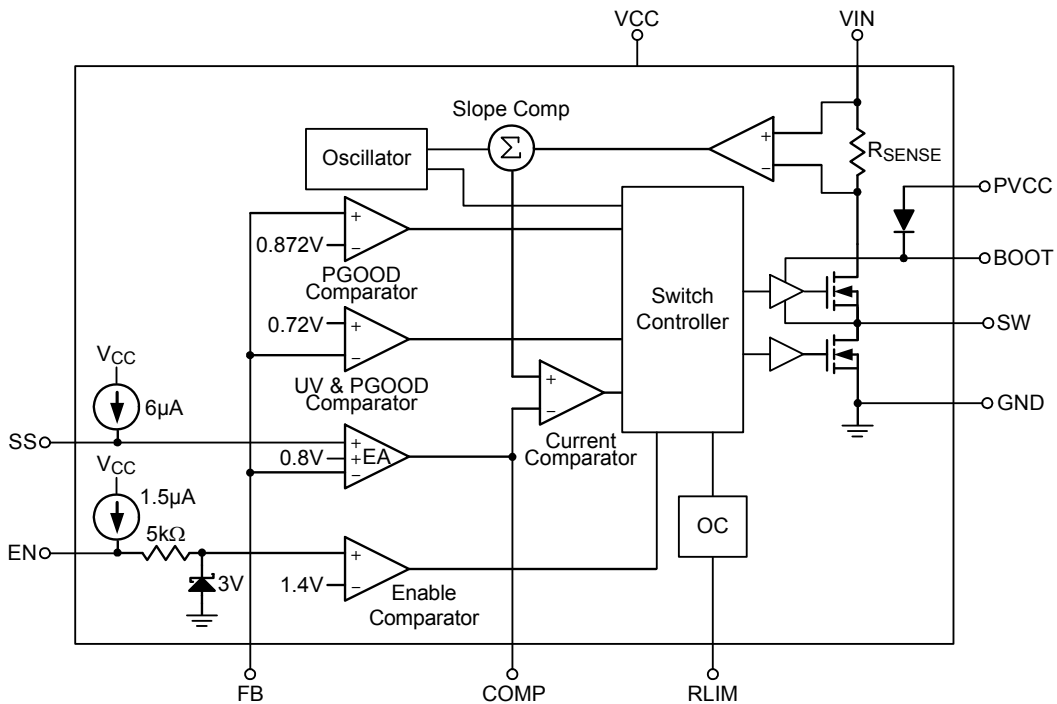 VCC
VIN
Slope Comp
Oscillator
Σ
+
−
RSENSE
PVCC
+
0.872V
−
PGOOD
Comparator
BOOT
Switch
Controller
0.72V
+
−
SW
UV & PGOOD
Comparator
VCC
6µA
+
−
Current
Comparator
GND
SS
+
0.8V
+
EA
−
VCC
1.5µA
5kΩ
OC
EN
3V
+
1.4V
−
Enable
Comparator
FB
COMP
RLIM